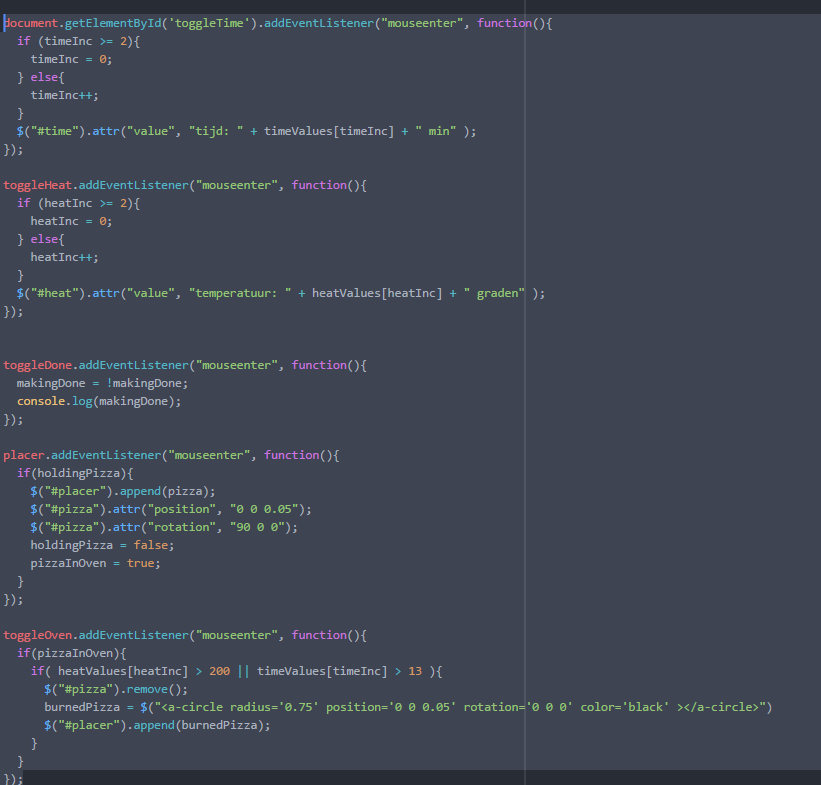 document.getElementById('toggleTime').addEventListener("mouseenter", function(){
  if (timeInc >= 2){
    timeInc = 0;
  } else{
    timeInc++;
  }
  $("#time").attr("value", "tijd: " + timeValues[timeInc] + " min" );
});

toggleHeat.addEventListener("mouseenter", function(){
  if (heatInc >= 2){
    heatInc = 0;
  } else{
    heatInc++;
  }
  $("#heat").attr("value", "temperatuur: " + heatValues[heatInc] + " graden" );
});


toggleDone.addEventListener("mouseenter", function(){
  makingDone = !makingDone;
  console.log(makingDone);
});

placer.addEventListener("mouseenter", function(){
  if(holdingPizza){
    $("#placer").append(pizza);
    $("#pizza").attr("position", "0 0 0.05");
    $("#pizza").attr("rotation", "90 0 0");
    holdingPizza = false;
    pizzaInOven = true;
  }
});

toggleOven.addEventListener("mouseenter", function(){
  if(pizzaInOven){
    if( heatValues[heatInc] > 200 || timeValues[timeInc] > 13 ){
      $("#pizza").remove();
      burnedPizza = $("<a-circle radius='0.75' position='0 0 0.05' rotation='0 0 0' color='black' ></a-circle>")
      $("#placer").append(burnedPizza);
    }
  }
});